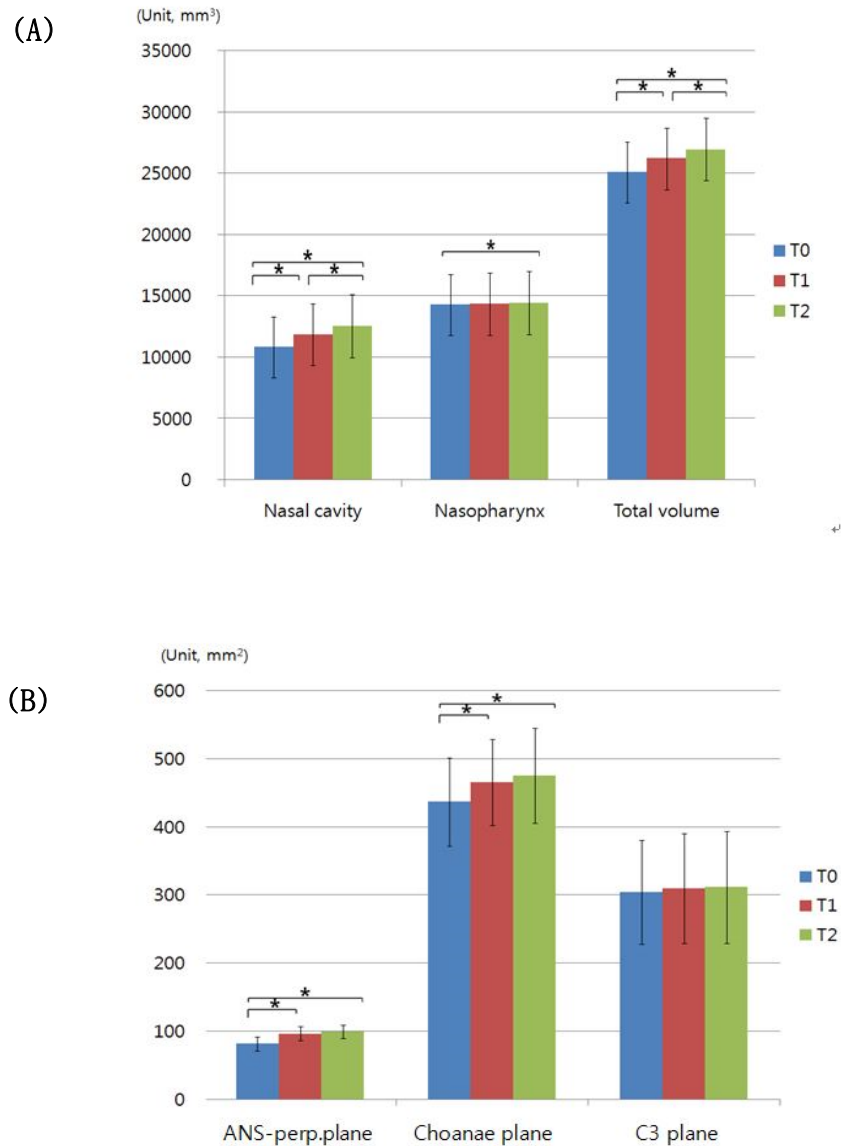 (A)
(Unit, mm³)
35000
30000
25000
20000
15000
10000
5000
0
* * *
* * *
*
Nasal cavity Nasopharynx Total volume
T0
T1
T2
(B)
(Unit, mm²)
600
500
400
300
200
100
0
* *
* *
ANS-perp.plane Choanae plane C3 plane
T0
T1
T2